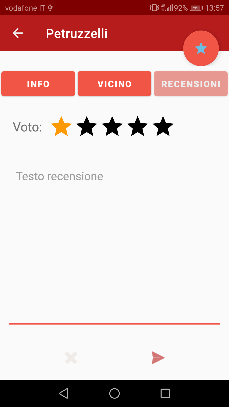 vodafone IT 92% 13:57
Petruzzelli
INFO VICINO RECENSIONI
Voto:
Testo recensione